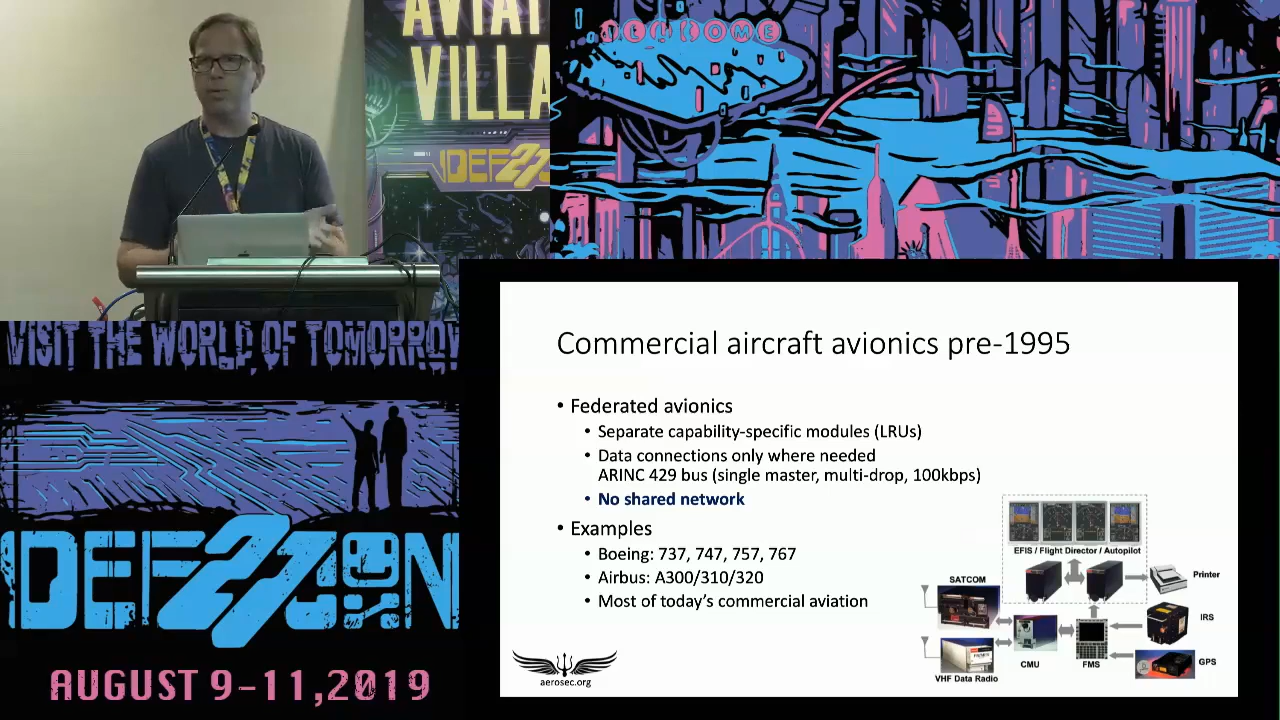 AVIAT
VILLA
DEF27
WELCOME
VISIT THE WORLD OF TOMORROW
DEF27CON
AUGUST 9-11,2019
Commercial aircraft avionics pre-1995
• Federated avionics
• Separate capability-specific modules (LRUs)
• Data connections only where needed
ARINC 429 bus (single master, multi-drop, 100kbps)
• No shared network
• Examples
• Boeing: 737, 747, 757, 767
• Airbus: A300/310/320
• Most of today's commercial aviation
EFIS / Flight Director / Autopilot
Printer
SATCOM
IRS
CMU
FMS
GPS
VHF Data Radio
aerosec.org